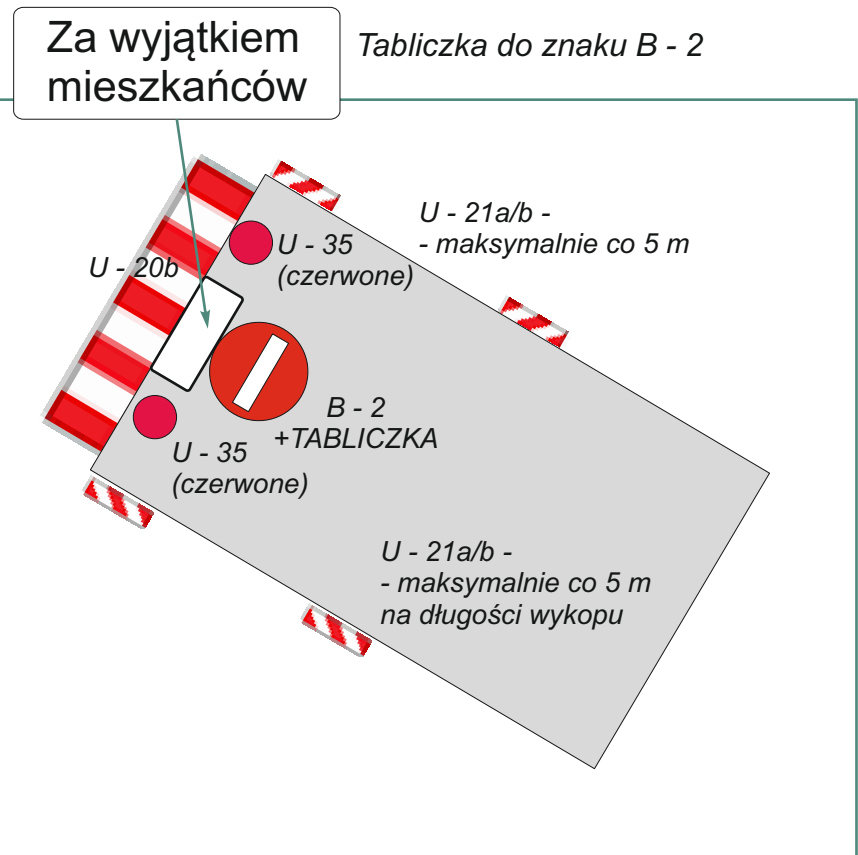 Za wyjątkiem
mieszkańców
Tabliczka do znaku B - 2
U - 21a/b -
- maksymalnie co 5 m
U - 35
(czerwone)
U - 20b
B - 2
+TABLICZKA
U - 35
(czerwone)
U - 21a/b -
- maksymalnie co 5 m
na długości wykopu